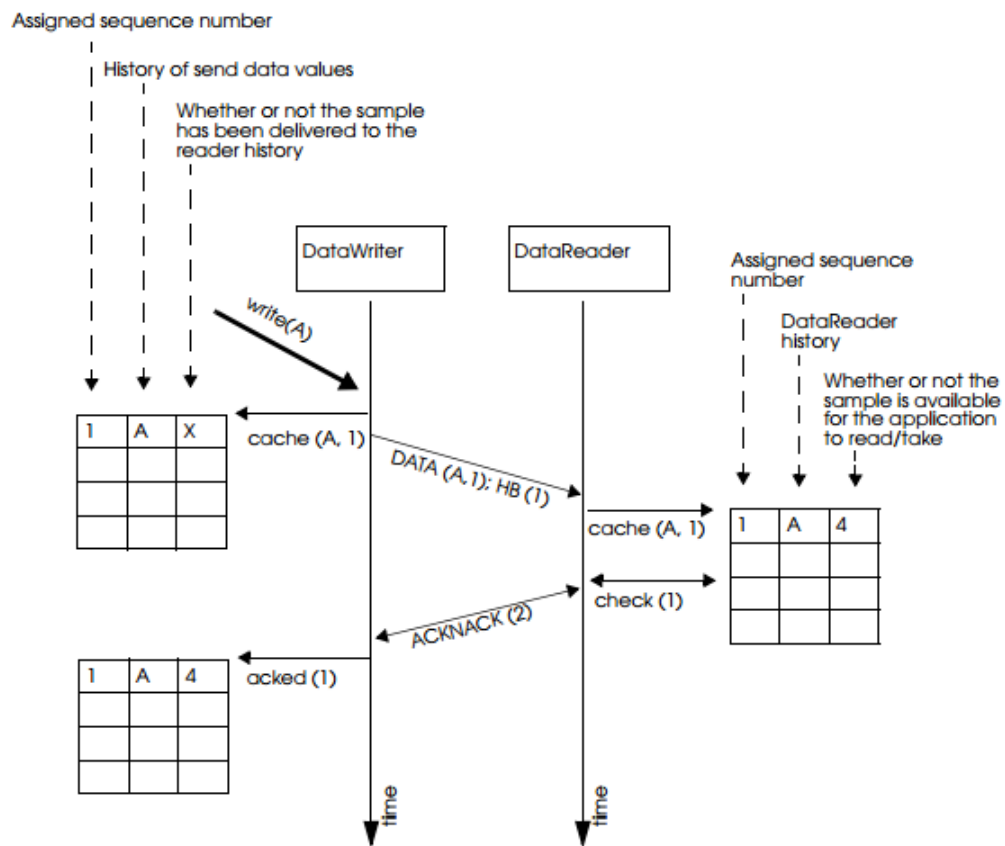 Assigned sequence number
History of send data values
Whether or not the sample
has been delivered to the
reader history
DataWriter
DataReader
Assigned sequence
number
DataReader
history
Whether or not the
sample is available
for the application
to read/take
write(A)
1 A X
cache (A, 1)
DATA (A,1); HB (1)
cache (A, 1)
1 A 4
check (1)
ACKNACK (2)
acked (1)
1 A 4
time
time